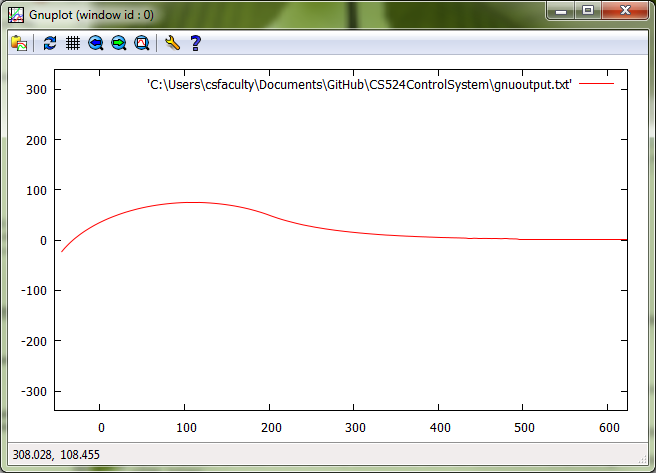 Gnuplot (window id : 0)
'C:\Users\csfaculty\Documents\GitHub\CS524ControlSystem\gnuoutput.txt'
300
200
100
0
-100
-200
-300
0 100 200 300 400 500 600
308.028, 108.455